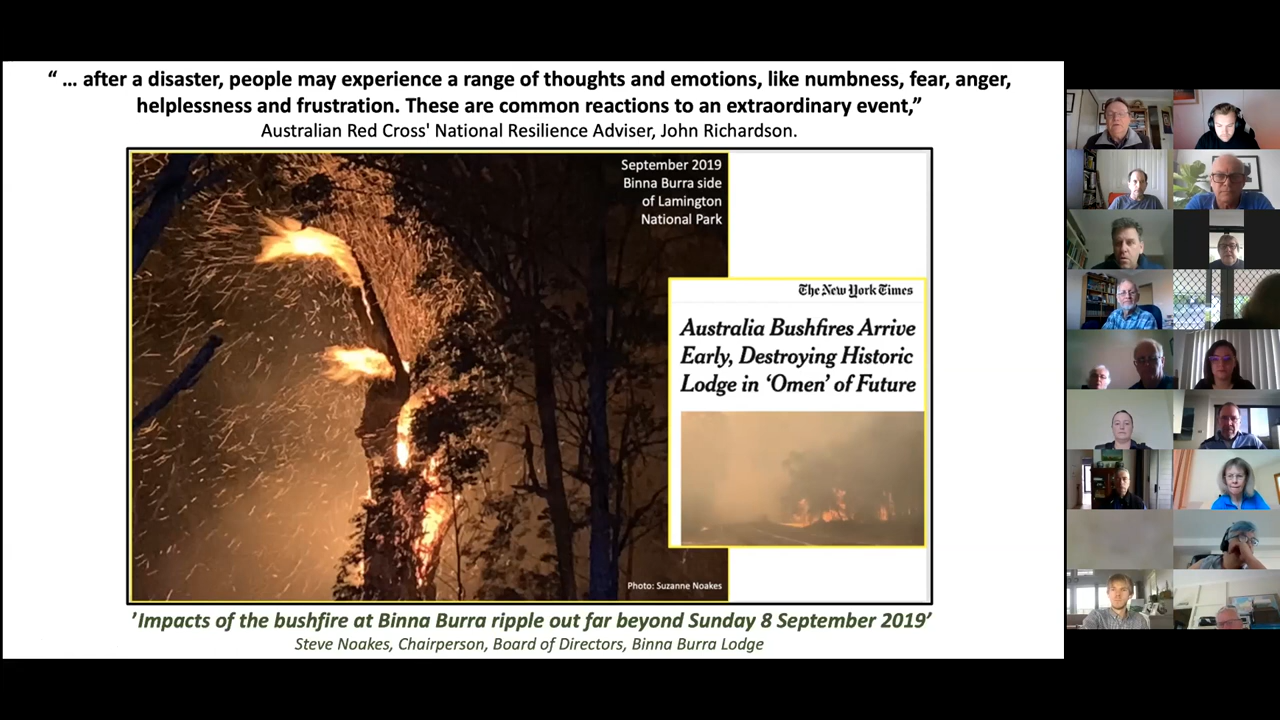 “ … after a disaster, people may experience a range of thoughts and emotions, like numbness, fear, anger,
helplessness and frustration. These are common reactions to an extraordinary event,”
Australian Red Cross' National Resilience Adviser, John Richardson.
September 2019
Binna Burra side
of Lamington
National Park
The New York Times
Australia Bushfires Arrive
Early, Destroying Historic
Lodge in ‘Omen’ of Future
Photo: Suzanne Noakes
’Impacts of the bushfire at Binna Burra ripple out far beyond Sunday 8 September 2019’
Steve Noakes, Chairperson, Board of Directors, Binna Burra Lodge